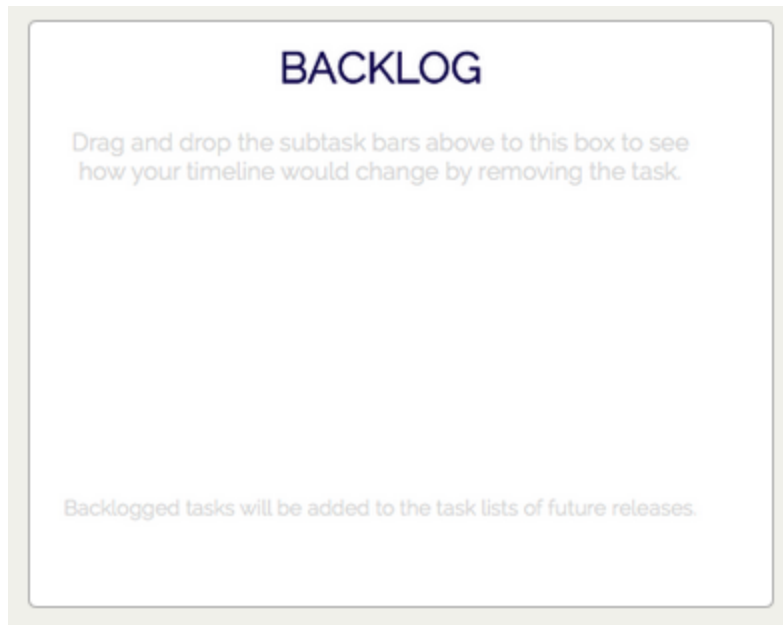 BACKLOG
Drag and drop the subtask bars above to this box to see
how your timeline would change by removing the task.
Backlogged tasks will be added to the task lists of future releases.